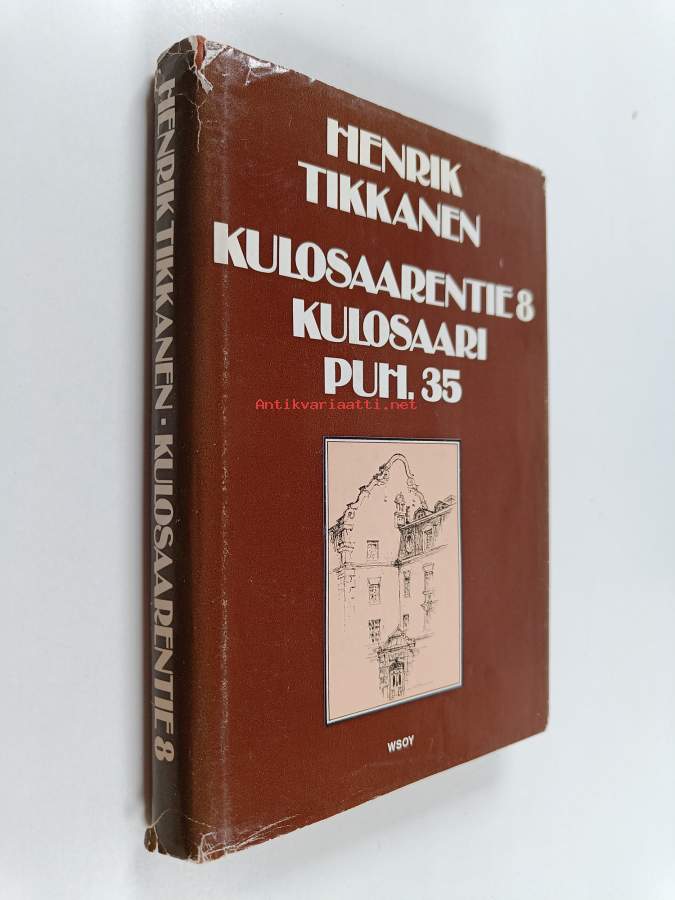 HENRIK
TIKKANEN
KULOSAARENTIE 8
KULOSAARI
PUH. 35
Antikvariaatti.net
WSOY
HENRIK TIKKANEN · KULOSAARENTIE 8